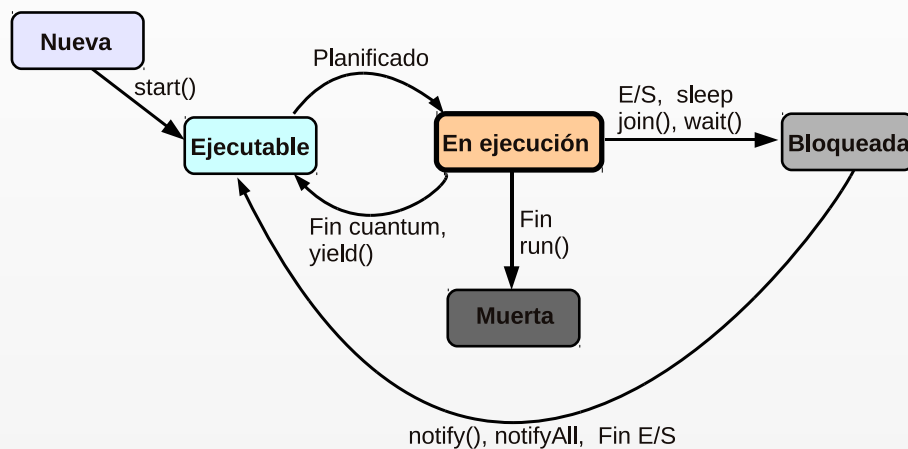 Nueva
start()
Planificado
Ejecutable
En ejecución
E/S, sleep
join(), wait()
Bloqueada
Fin cuantum,
yield()
Fin
run()
Muerta
notify(), notifyAll, Fin E/S